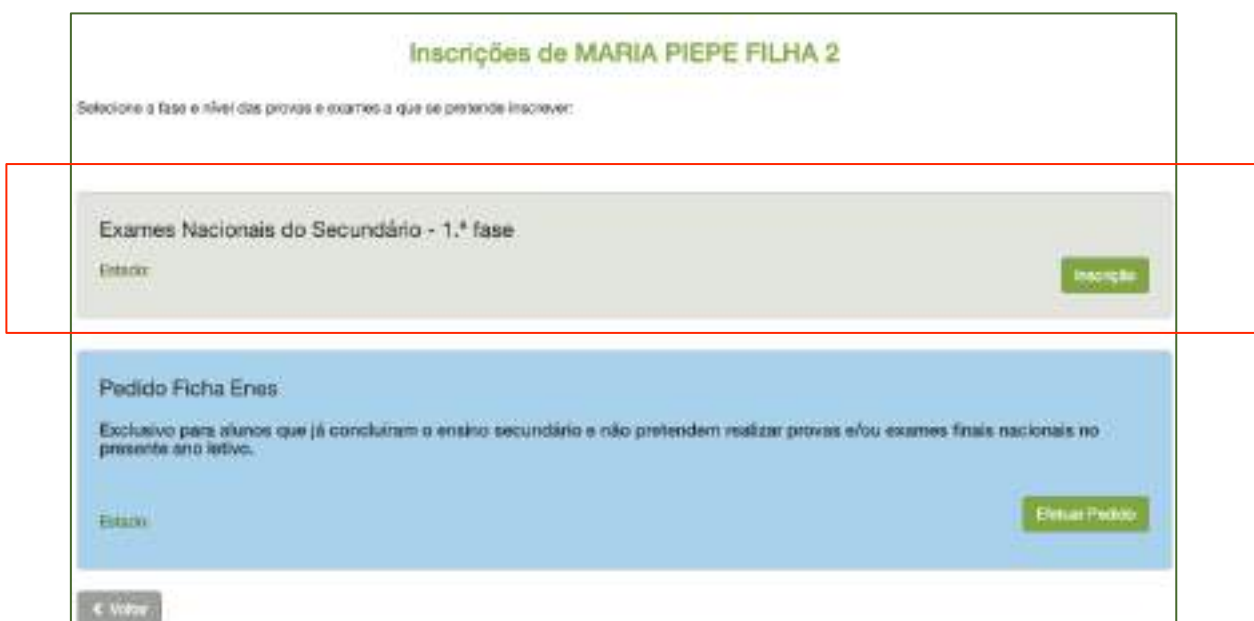 Inscrições de MARIA PIEPE FILHA 2
Selecione a fase e nível das provas e exames a que se pretende inscrever:
Exames Nacionais do Secundário - 1.ª fase
Estado:
Inscrição
Pedido Ficha Enes
Exclusivo para alunos que já concluíram o ensino secundário e não pretendem realizar provas e/ou exames finais nacionais no
presente ano letivo.
Estado:
Efetuar Pedido
Voltar